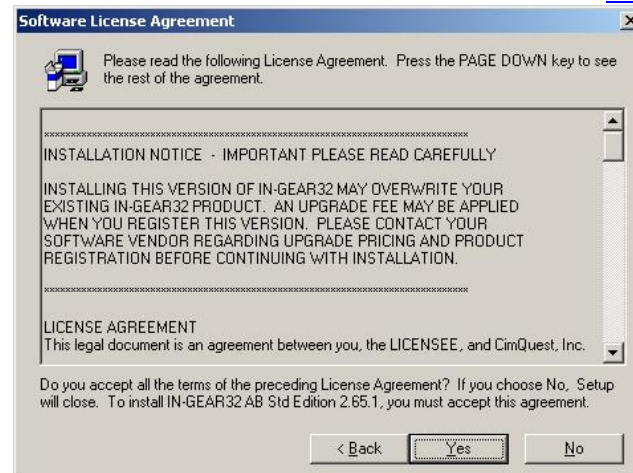 Software License Agreement
Please read the following License Agreement. Press the PAGE DOWN key to see
the rest of the agreement.
××××××××××××××××××××××××××××××××××××××××××××××××××××××××××××××××××××××
INSTALLATION NOTICE - IMPORTANT PLEASE READ CAREFULLY
INSTALLING THIS VERSION OF IN-GEAR32 MAY OVERWRITE YOUR
EXISTING IN-GEAR32 PRODUCT. AN UPGRADE FEE MAY BE APPLIED
WHEN YOU REGISTER THIS VERSION. PLEASE CONTACT YOUR
SOFTWARE VENDOR REGARDING UPGRADE PRICING AND PRODUCT
REGISTRATION BEFORE CONTINUING WITH INSTALLATION.
××××××××××××××××××××××××××××××××××××××××××××××××××××××××××××××××××××××
LICENSE AGREEMENT
This legal document is an agreement between you, the LICENSEE, and CimQuest, Inc.
Do you accept all the terms of the preceding License Agreement? If you choose No, Setup
will close. To install IN-GEAR32 AB Std Edition 2.65.1, you must accept this agreement.
< Back Yes No